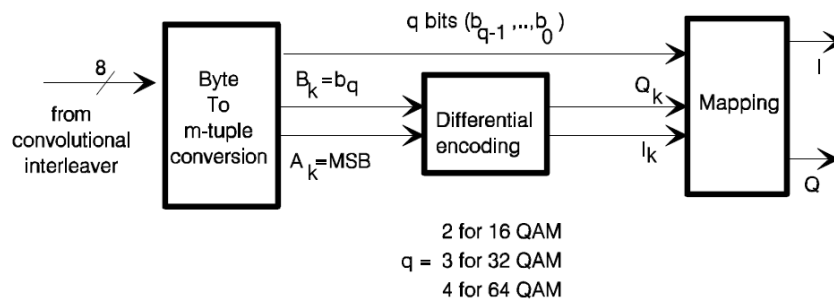 q bits (b_{q-1} ,..,b_0 )
8
from
convolutional
interleaver
Byte
To
m-tuple
conversion
B_k =b_q
A_k =MSB
Differential
encoding
Q_k
I_k
Mapping
I
Q
2 for 16 QAM
q = 3 for 32 QAM
4 for 64 QAM